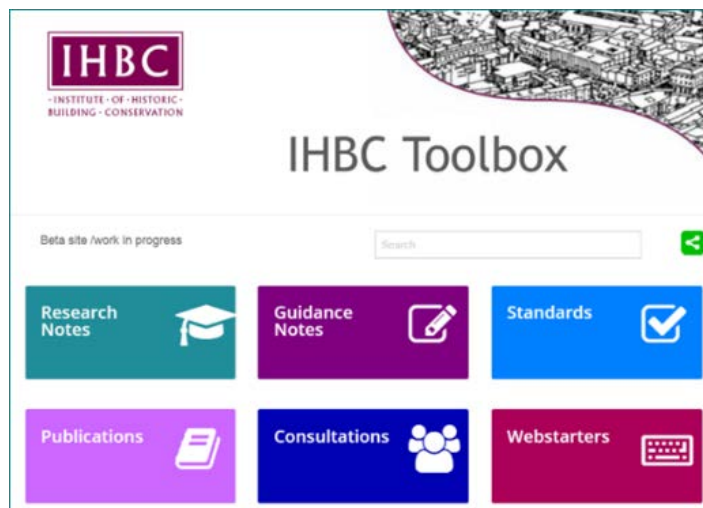 IHBC
·INSTITUTE·OF·HISTORIC·
BUILDING·CONSERVATION
IHBC Toolbox
Beta site /work in progress
Search
Research
Notes
Guidance
Notes
Standards
Publications
Consultations
Webstarters